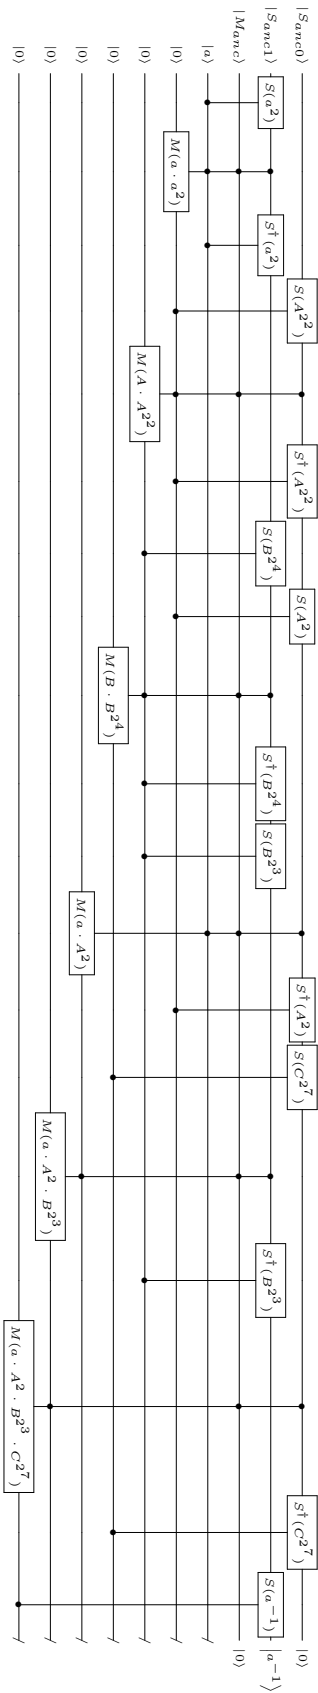 |S_{anc0}⟩ S(A^{2^2}) S^†(A^{2^2}) S(A^2) S^†(A^2) S(C^{2^7}) S^†(C^{2^7}) |0⟩
|S_{anc1}⟩ S(a^2) S^†(a^2) S(B^{2^4}) S^†(B^{2^4}) S(B^{2^3}) S^†(B^{2^3}) S(a^{-1}) |a^{-1}⟩
|M_{anc}⟩ |0⟩
|a⟩
|0⟩ M(a · a^2)
|0⟩ M(A · A^{2^2})
|0⟩ M(B · B^{2^4})
|0⟩ M(a · A^2)
|0⟩ M(a · A^2 · B^{2^3})
|0⟩ M(a · A^2 · B^{2^3} · C^{2^7})